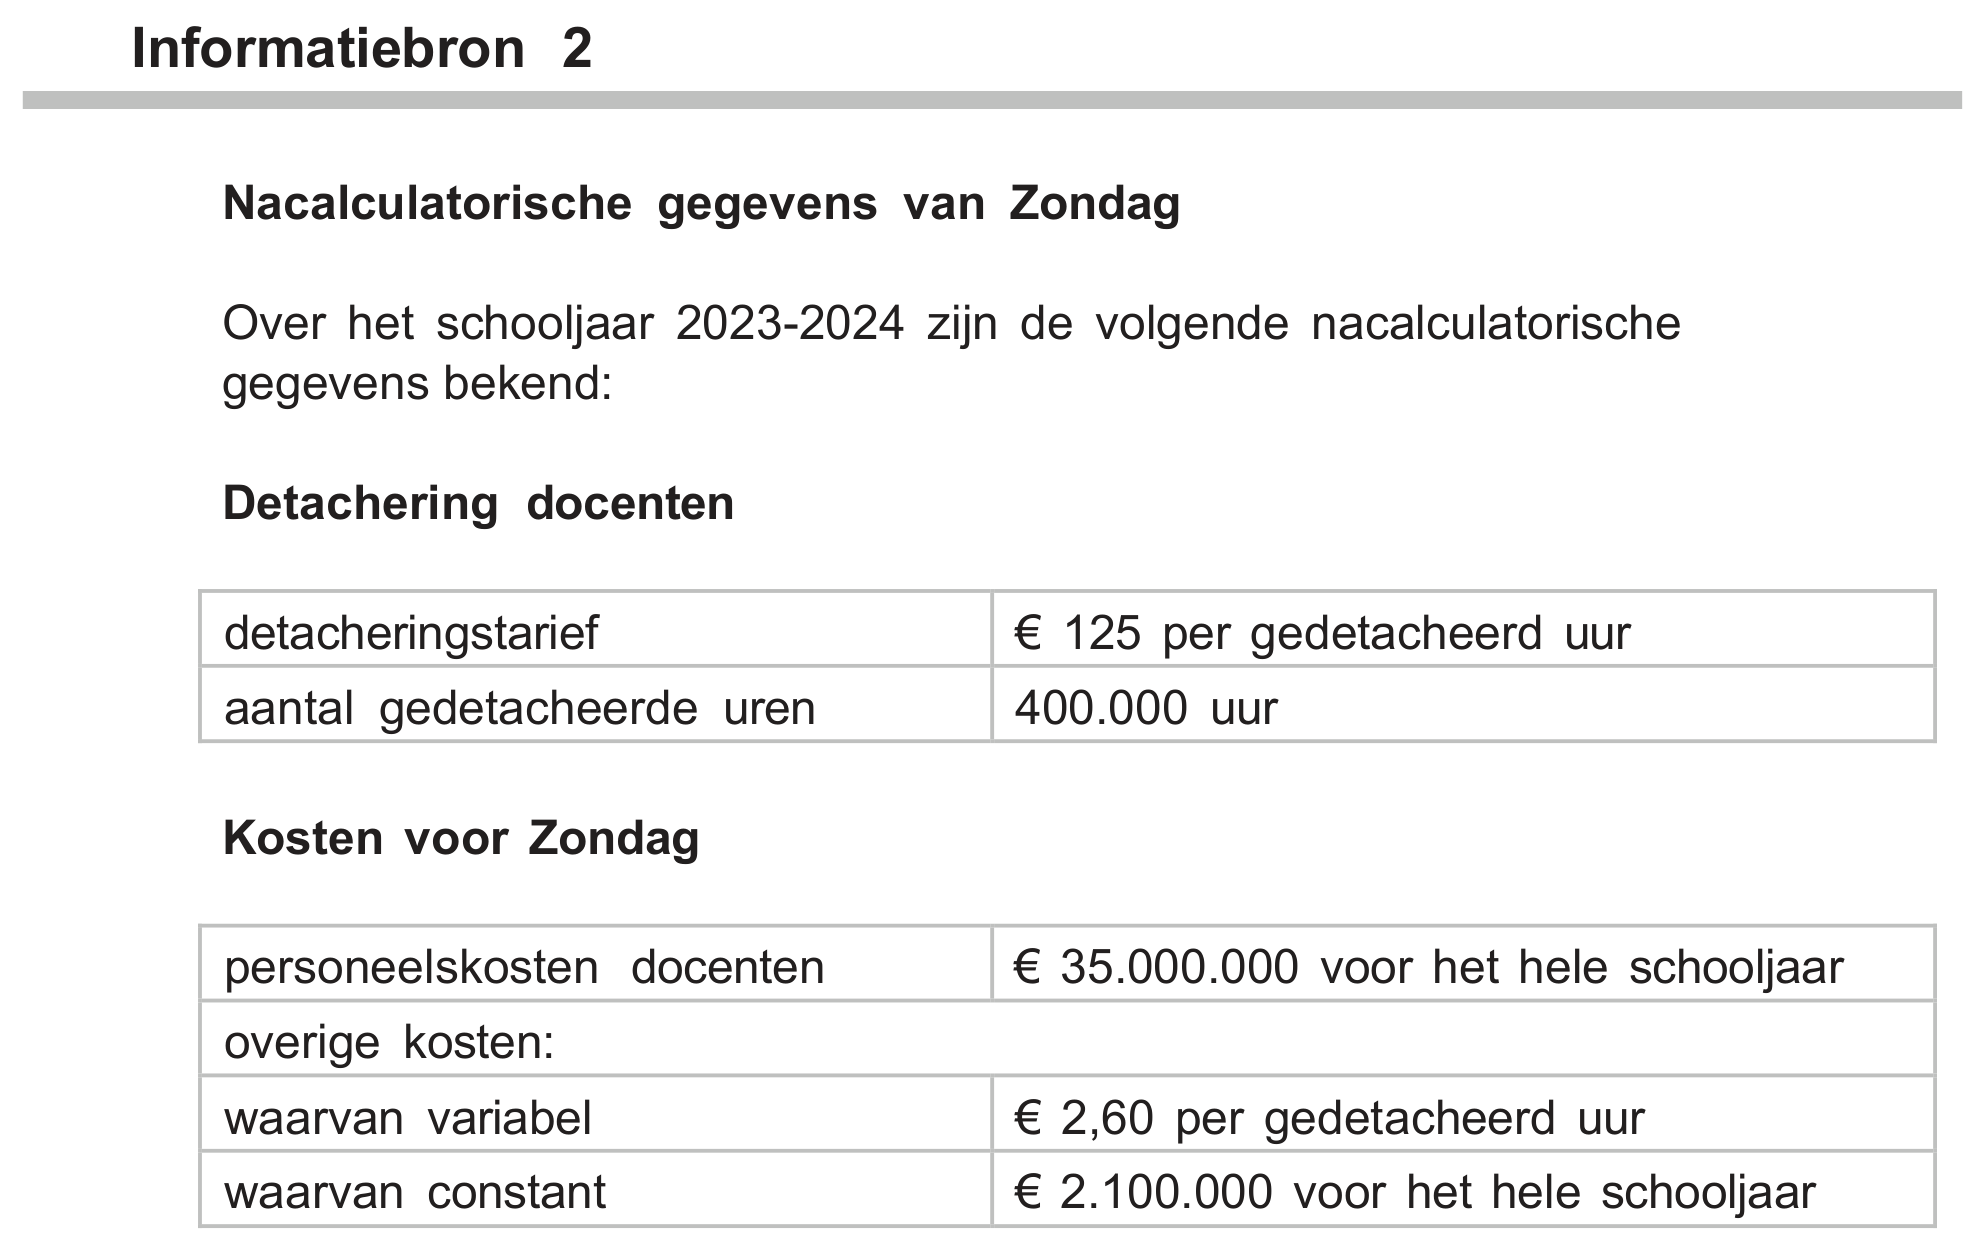 Informatiebron 2
Nacalculatorische gegevens van Zondag
Over het schooljaar 2023-2024 zijn de volgende nacalculatorische
gegevens bekend:
Detachering docenten
detacheringstarief € 125 per gedetacheerd uur
aantal gedetacheerde uren 400.000 uur
Kosten voor Zondag
personeelskosten docenten € 35.000.000 voor het hele schooljaar
overige kosten:
waarvan variabel € 2,60 per gedetacheerd uur
waarvan constant € 2.100.000 voor het hele schooljaar